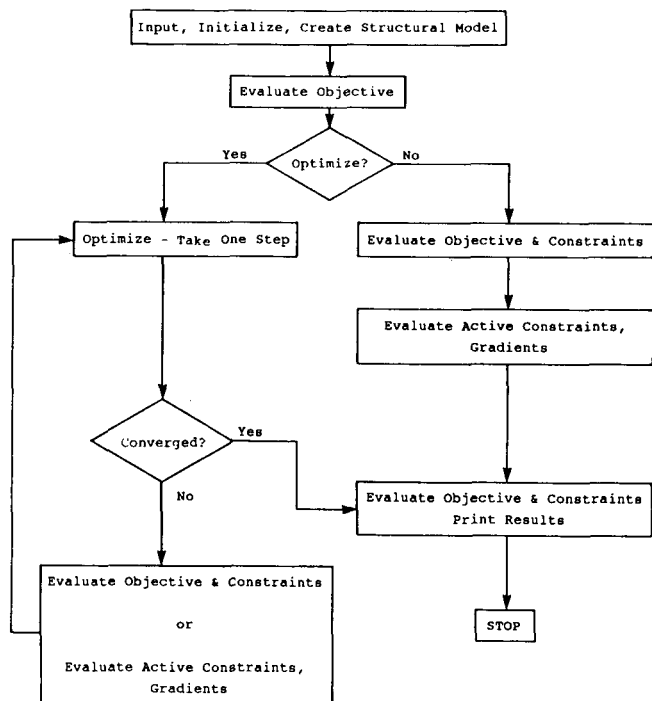 Input, Initialize, Create Structural Model
Evaluate Objective
Yes
Optimize?
No
Optimize - Take One Step
Evaluate Objective & Constraints
Evaluate Active Constraints,
Gradients
Converged?
Yes
No
Evaluate Objective & Constraints
Print Results
Evaluate Objective & Constraints
or
Evaluate Active Constraints,
Gradients
STOP